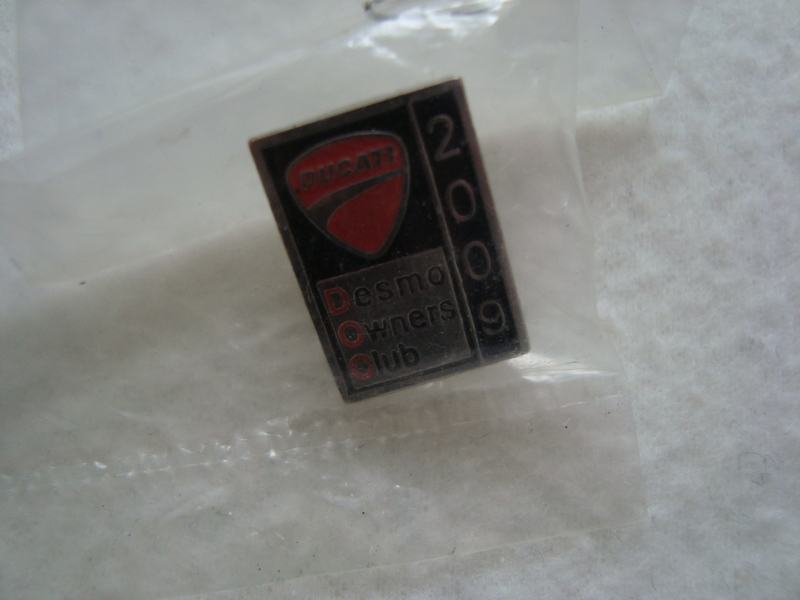 DUCATI
2009
Desmo
Owners
Club